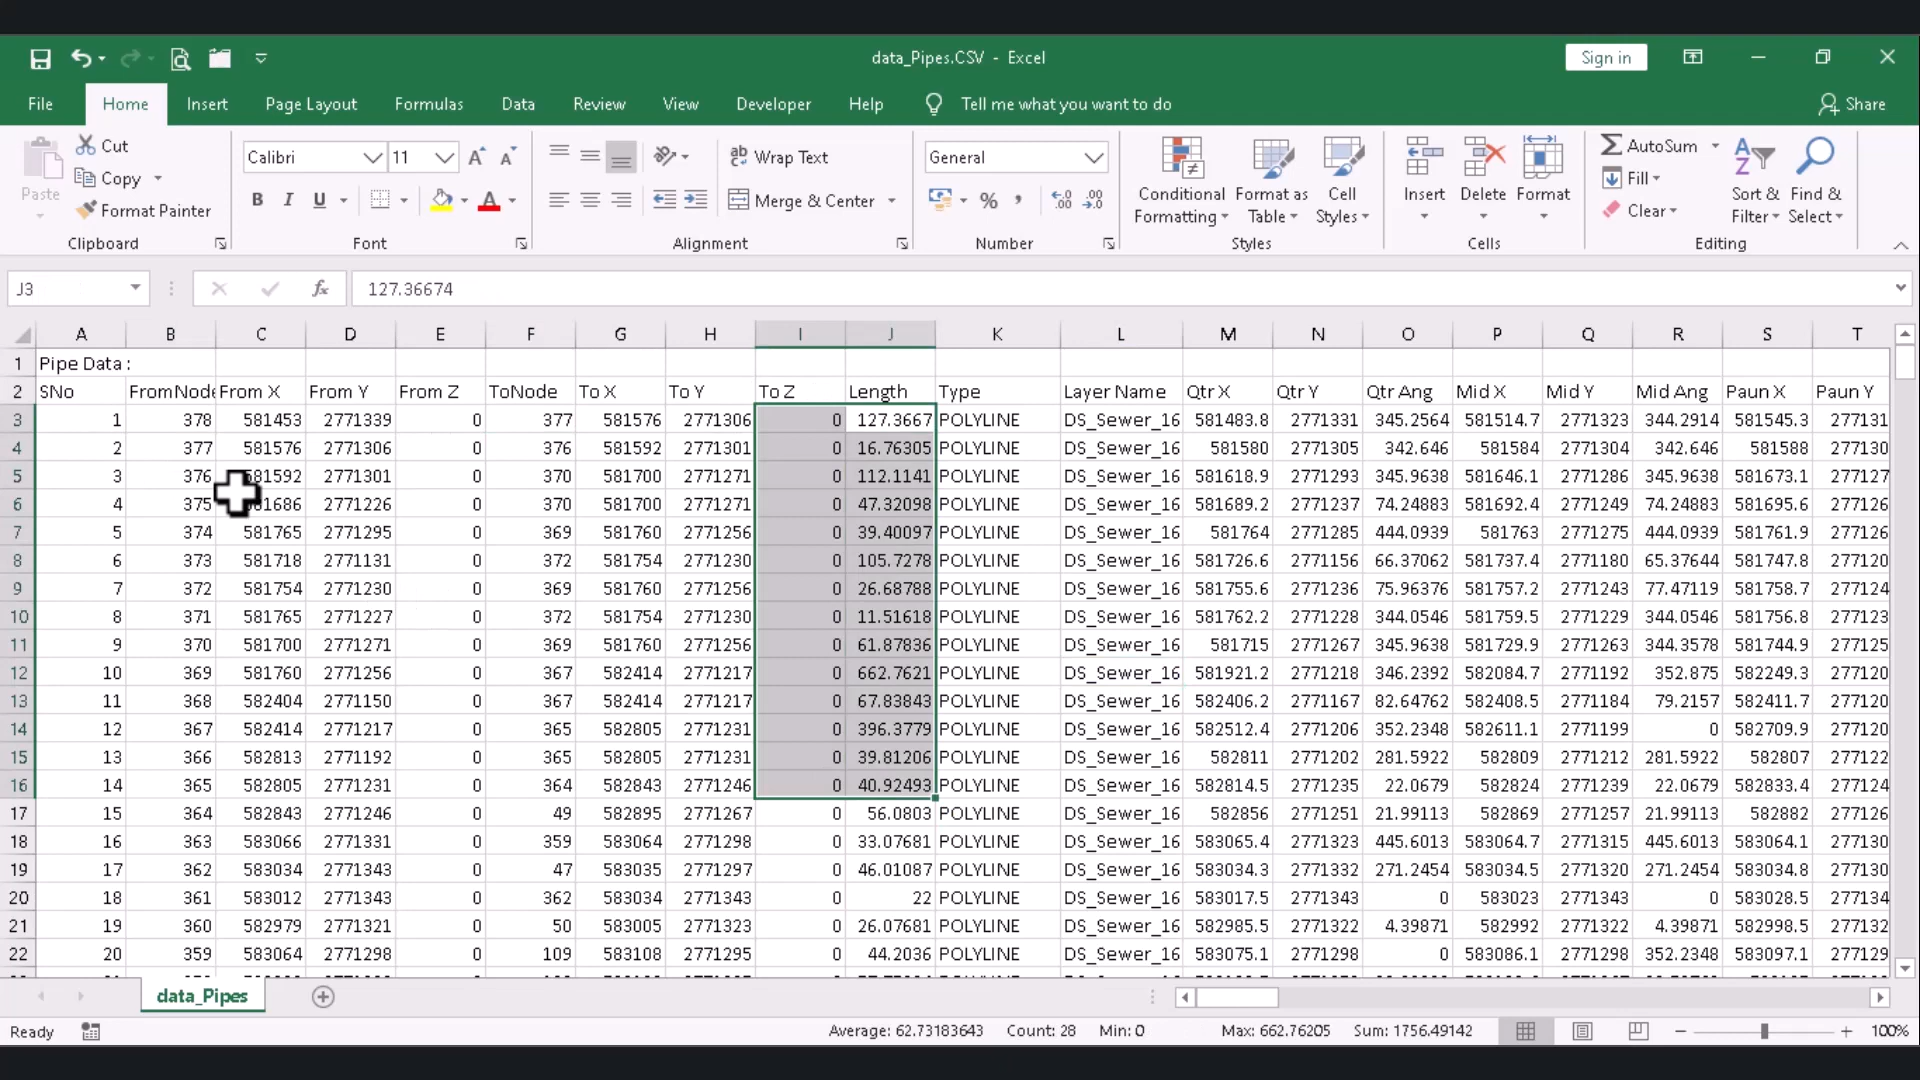 data_Pipes.CSV - Excel
Sign in
File Home Insert Page Layout Formulas Data Review View Developer Help Tell me what you want to do Share
Paste
Cut
Copy
Format Painter
Clipboard
Calibri 11
B I U
Font
Wrap Text
Merge & Center
Alignment
General
Number
Conditional Formatting
Format as Table
Cell Styles
Styles
Insert Delete Format
Cells
AutoSum
Fill
Clear
Sort & Filter
Find & Select
Editing
J3 fx 127.36674
A B C D E F G H I J K L M N O P Q R S T
1 Pipe Data :
2 SNo FromNode From X From Y From Z ToNode To X To Y To Z Length Type Layer Name Qtr X Qtr Y Qtr Ang Mid X Mid Y Mid Ang Paun X Paun Y
3 1 378 581453 2771339 0 377 581576 2771306 0 127.3667 POLYLINE DS_Sewer_16 581483.8 2771331 345.2564 581514.7 2771323 344.2914 581545.3 277131
4 2 377 581576 2771306 0 376 581592 2771301 0 16.76305 POLYLINE DS_Sewer_16 581580 2771305 342.646 581584 2771304 342.646 581588 277130
5 3 376 581592 2771301 0 370 581700 2771271 0 112.1141 POLYLINE DS_Sewer_16 581618.9 2771293 345.9638 581646.1 2771286 345.9638 581673.1 277127
6 4 375 81686 2771226 0 370 581700 2771271 0 47.32098 POLYLINE DS_Sewer_16 581689.2 2771237 74.24883 581692.4 2771249 74.24883 581695.6 277126
7 5 374 581765 2771295 0 369 581760 2771256 0 39.40097 POLYLINE DS_Sewer_16 581764 2771285 444.0939 581763 2771275 444.0939 581761.9 277126
8 6 373 581718 2771131 0 372 581754 2771230 0 105.7278 POLYLINE DS_Sewer_16 581726.6 2771156 66.37062 581737.4 2771180 65.37644 581747.8 277120
9 7 372 581754 2771230 0 369 581760 2771256 0 26.68788 POLYLINE DS_Sewer_16 581755.6 2771236 75.96376 581757.2 2771243 77.47119 581758.7 277124
10 8 371 581765 2771227 0 372 581754 2771230 0 11.51618 POLYLINE DS_Sewer_16 581762.2 2771228 344.0546 581759.5 2771229 344.0546 581756.8 277123
11 9 370 581700 2771271 0 369 581760 2771256 0 61.87836 POLYLINE DS_Sewer_16 581715 2771267 345.9638 581729.9 2771263 344.3578 581744.9 277125
12 10 369 581760 2771256 0 367 582414 2771217 0 662.7621 POLYLINE DS_Sewer_16 581921.2 2771218 346.2392 582084.7 2771192 352.875 582249.3 277120
13 11 368 582404 2771150 0 367 582414 2771217 0 67.83843 POLYLINE DS_Sewer_16 582406.2 2771167 82.64762 582408.5 2771184 79.2157 582411.7 277120
14 12 367 582414 2771217 0 365 582805 2771231 0 396.3779 POLYLINE DS_Sewer_16 582512.4 2771206 352.2348 582611.1 2771199 0 582709.9 277120
15 13 366 582813 2771192 0 365 582805 2771231 0 39.81206 POLYLINE DS_Sewer_16 582811 2771202 281.5922 582809 2771212 281.5922 582807 277122
16 14 365 582805 2771231 0 364 582843 2771246 0 40.92493 POLYLINE DS_Sewer_16 582814.5 2771235 22.0679 582824 2771239 22.0679 582833.4 277124
17 15 364 582843 2771246 0 49 582895 2771267 0 56.0803 POLYLINE DS_Sewer_16 582856 2771251 21.99113 582869 2771257 21.99113 582882 277126
18 16 363 583066 2771331 0 359 583064 2771298 0 33.07681 POLYLINE DS_Sewer_16 583065.4 2771323 445.6013 583064.7 2771315 445.6013 583064.1 277130
19 17 362 583034 2771343 0 47 583035 2771297 0 46.01087 POLYLINE DS_Sewer_16 583034.3 2771332 271.2454 583034.5 2771320 271.2454 583034.8 277130
20 18 361 583012 2771343 0 362 583034 2771343 0 22 POLYLINE DS_Sewer_16 583017.5 2771343 0 583023 2771343 0 583028.5 277134
21 19 360 582979 2771321 0 50 583005 2771323 0 26.07681 POLYLINE DS_Sewer_16 582985.5 2771322 4.39871 582992 2771322 4.39871 582998.5 277132
22 20 359 583064 2771298 0 109 583108 2771295 0 44.2036 POLYLINE DS_Sewer_16 583075.1 2771298 0 583086.1 2771298 352.2348 583097.1 277129
data_Pipes
Ready Average: 62.73183643 Count: 28 Min: 0 Max: 662.76205 Sum: 1756.49142 100%